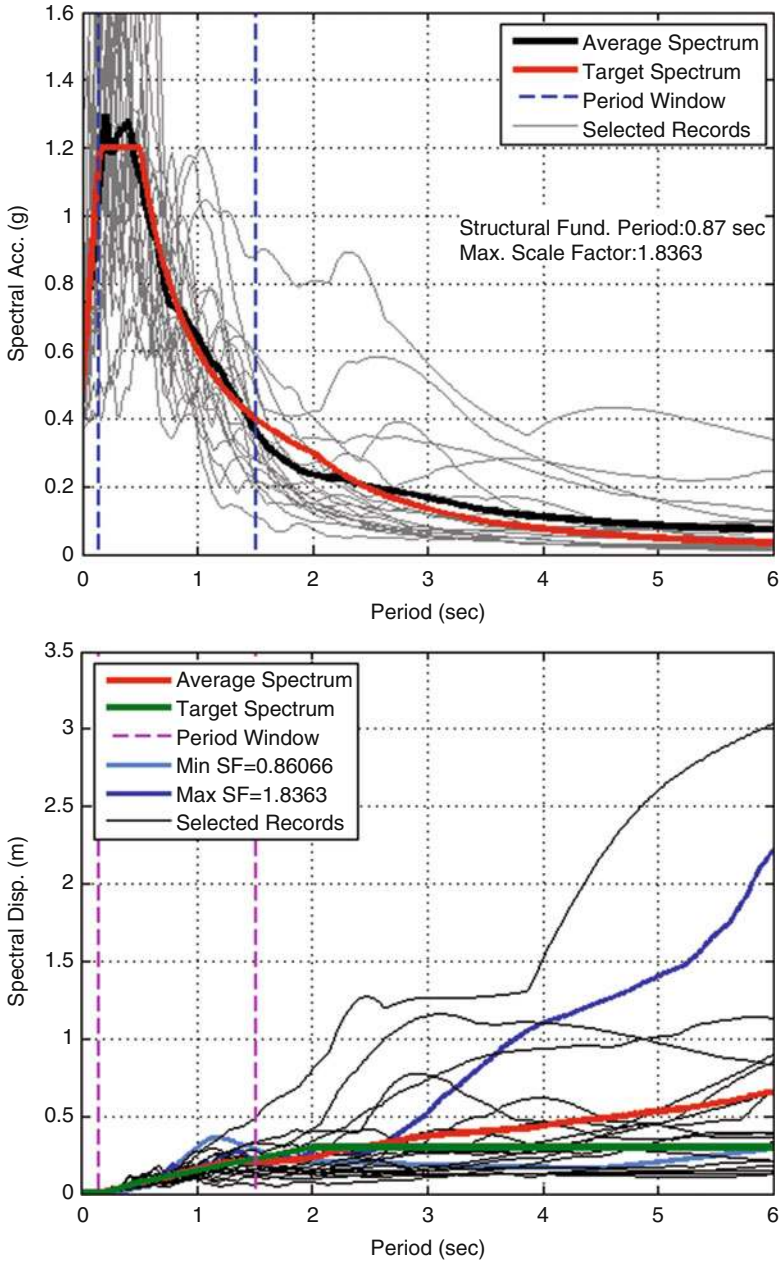 1.6
1.4
1.2
1
0.8
0.6
0.4
0.2
0
Spectral Acc. (g)
Average Spectrum
Target Spectrum
Period Window
Selected Records
Structural Fund. Period:0.87 sec
Max. Scale Factor:1.8363
0 1 2 3 4 5 6
Period (sec)
3.5
3
2.5
2
1.5
1
0.5
0
Spectral Disp. (m)
Average Spectrum
Target Spectrum
Period Window
Min SF=0.86066
Max SF=1.8363
Selected Records
0 1 2 3 4 5 6
Period (sec)